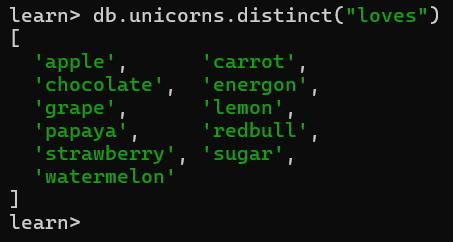 learn> db.unicorns.distinct("loves")
[
  'apple',      'carrot',
  'chocolate',  'energon',
  'grape',      'lemon',
  'papaya',     'redbull',
  'strawberry', 'sugar',
  'watermelon'
]
learn>